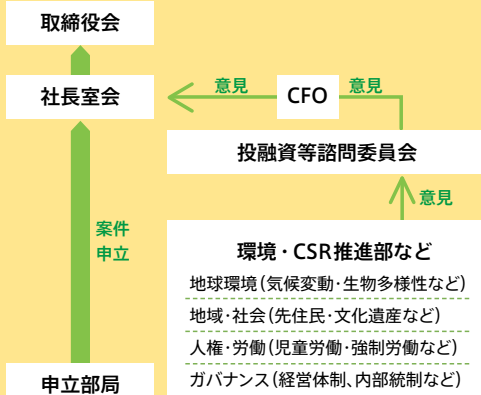 取締役会
社長室会
意見
CFO
意見
投融資等諮問委員会
意見
案件
申立
環境・CSR推進部など
地球環境(気候変動・生物多様性など)
地域・社会(先住民・文化遺産など)
人権・労働(児童労働・強制労働など)
ガバナンス(経営体制、内部統制など)
申立部局